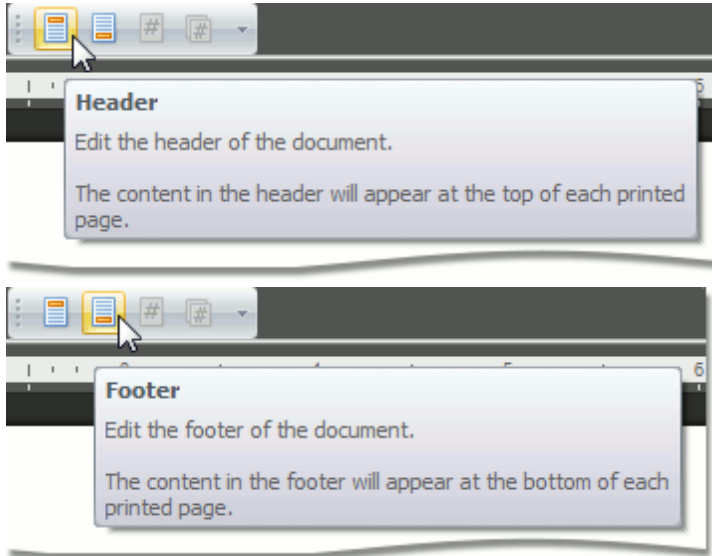 #
#
6
Header
Edit the header of the document.
The content in the header will appear at the top of each printed
page.
#
#
6
Footer
Edit the footer of the document.
The content in the footer will appear at the bottom of each
printed page.